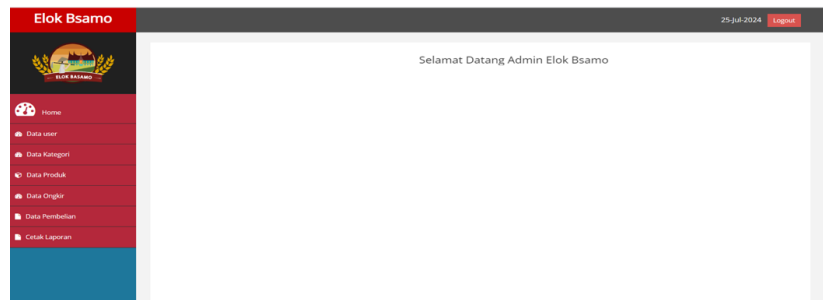 Elok Bsamo
25-Jul-2024 Logout
ELOK BASAMO
Selamat Datang Admin Elok Bsamo
Home
Data user
Data Kategori
Data Produk
Data Ongkir
Data Pembelian
Cetak Laporan